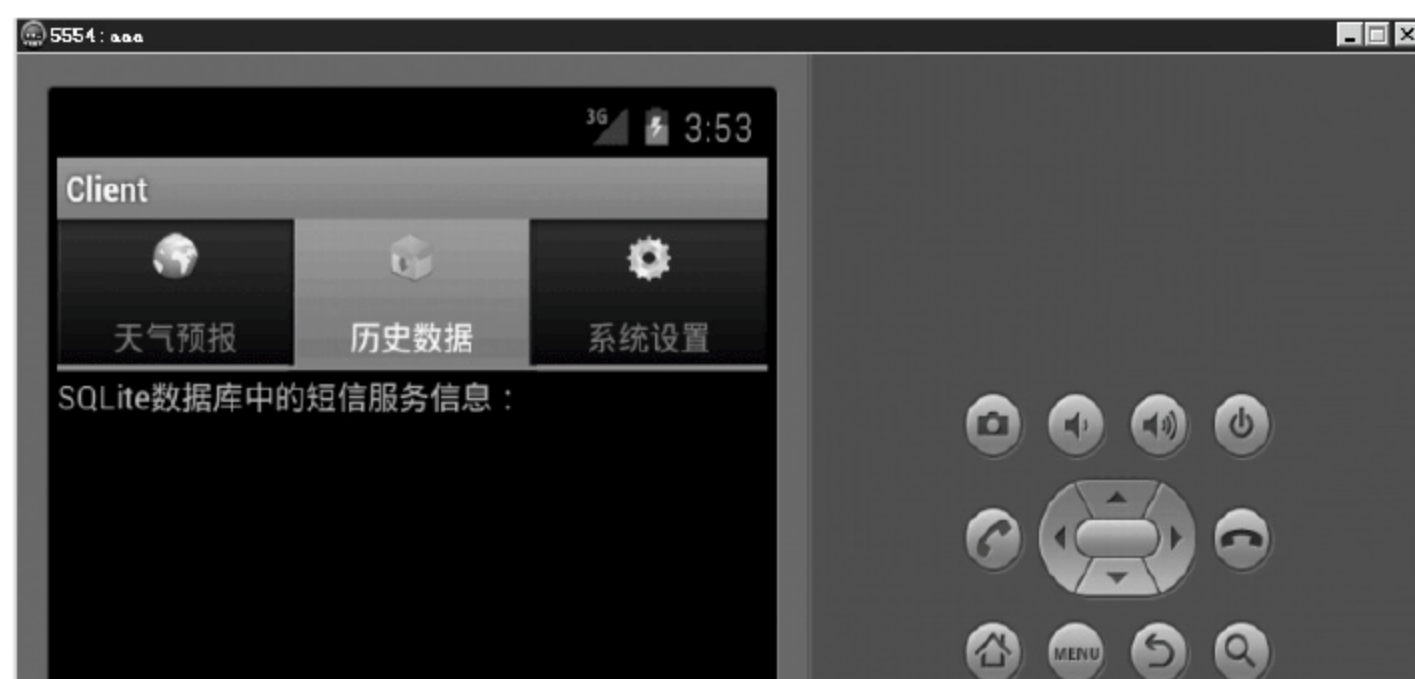 5554:aaa
3G 3:53
Client
天气预报 历史数据 系统设置
SQLite数据库中的短信服务信息：
MENU